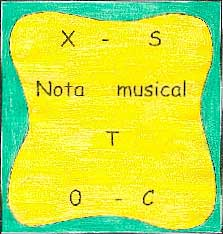 X - S
Nota musical
T
O - C